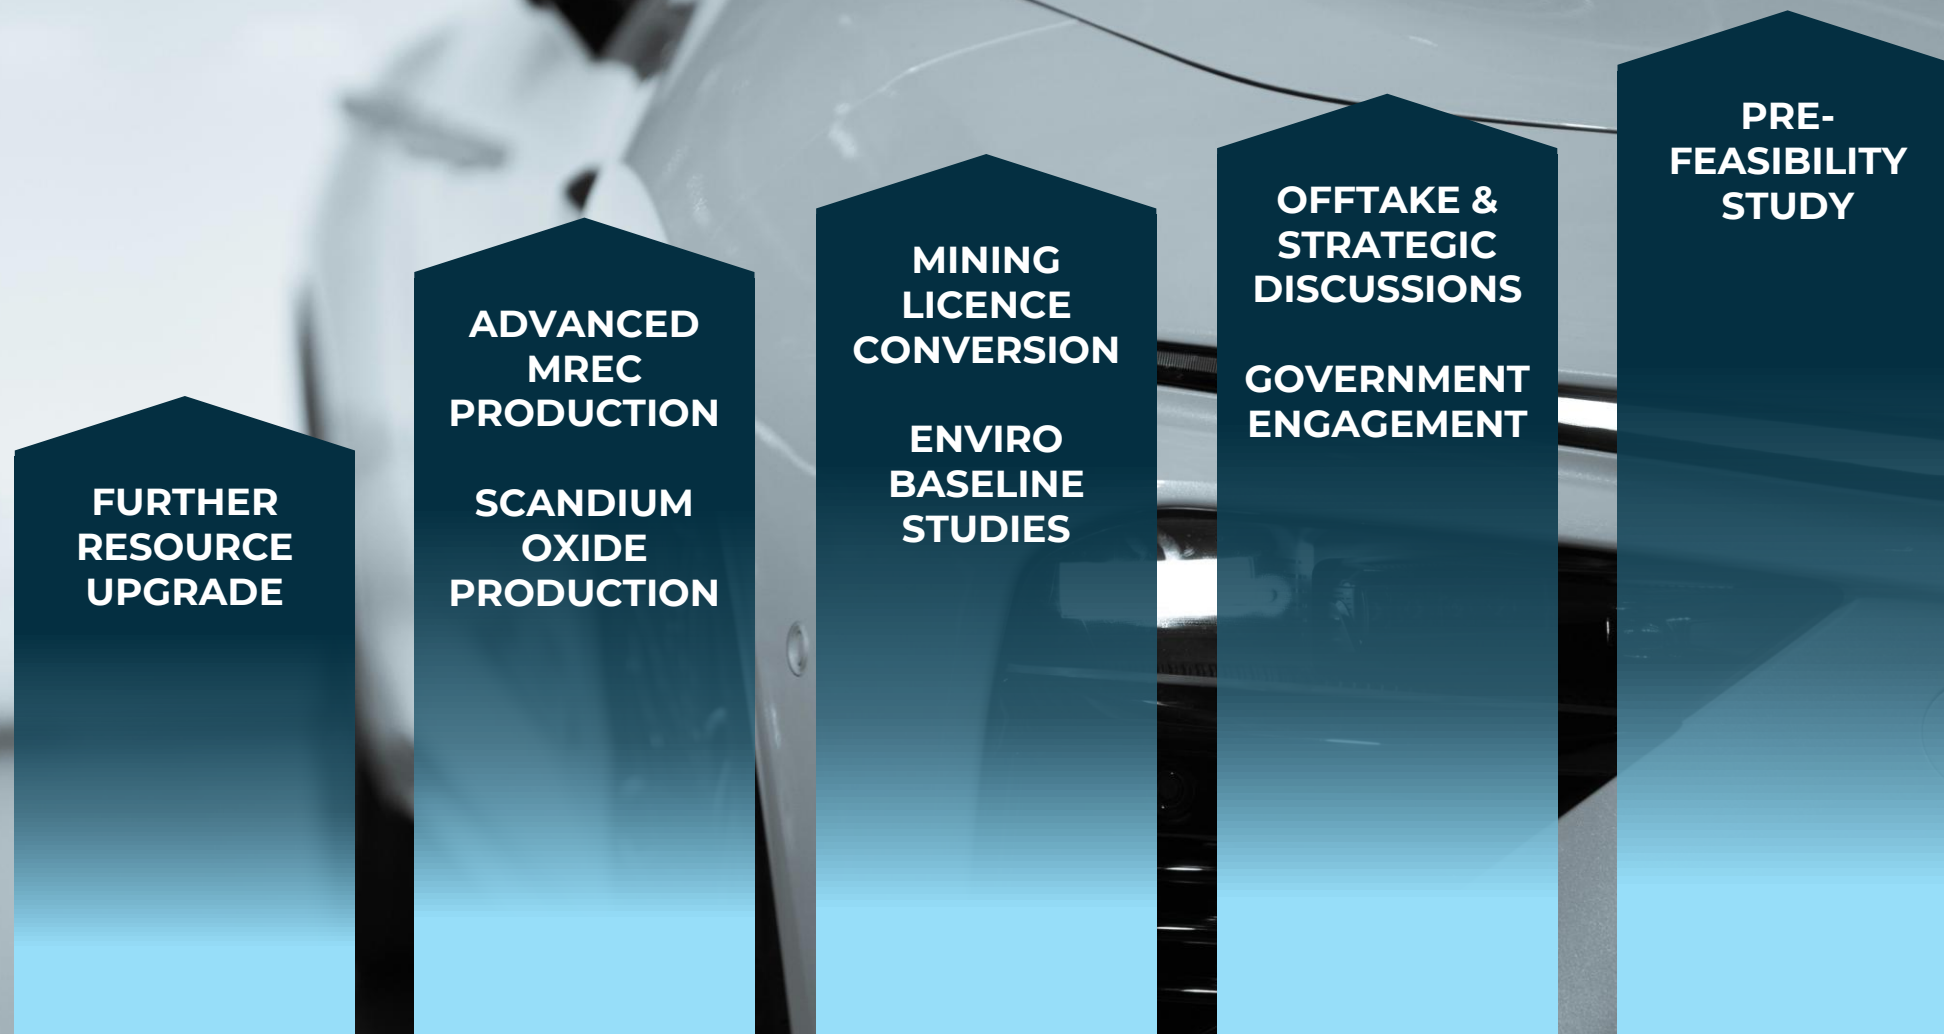 FURTHER
RESOURCE
UPGRADE
ADVANCED
MREC
PRODUCTION
SCANDIUM
OXIDE
PRODUCTION
MINING
LICENCE
CONVERSION
ENVIRO
BASELINE
STUDIES
OFFTAKE &
STRATEGIC
DISCUSSIONS
GOVERNMENT
ENGAGEMENT
PRE-
FEASIBILITY
STUDY